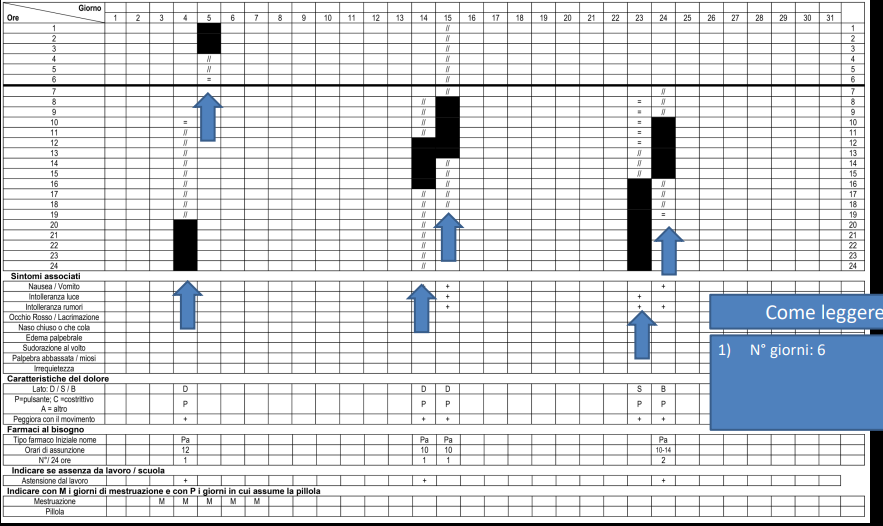 Giorno
Ore 1 2 3 4 5 6 7 8 9 10 11 12 13 14 15 16 17 18 19 20 21 22 23 24 25 26 27 28 29 30 31
1 // 1
2 // 2
3 // 3
4 // // 4
5 // // 5
6 = // 6
7 // // 7
8 // = // 8
9 // = // 9
10 = // = 10
11 // // = 11
12 // = 12
13 // // 13
14 // // // 14
15 // // // 15
16 // // // 16
17 // // // // 17
18 // // // // 18
19 // // // = 19
20 // 20
21 // 21
22 // 22
23 // 23
24 // 24
Sintomi associati
Nausea / Vomito + +
Intolleranza luce + +
Intolleranza rumori + + +
Occhio Rosso / Lacrimazione
Naso chiuso o che cola
Edema palpebrale
Sudorazione al volto
Palpebra abbassata / miosi
Irrequietezza
Caratteristiche del dolore
Lato: D / S / B D D D S B
P=pulsante; C =costrittivo
A = altro P P P P P
Peggiora con il movimento + + + + +
Farmaci al bisogno
Tipo farmaco Iniziale nome Pa Pa Pa Pa
Orari di assunzione 12 10 10 10-14
N°/ 24 ore 1 1 1 2
Indicare se assenza da lavoro / scuola
Astensione dal lavoro + + +
Indicare con M i giorni di mestruazione e con P i giorni in cui assume la pillola
Mestruazione M M M M M
Pillola
Come leggere
1) N° giorni: 6